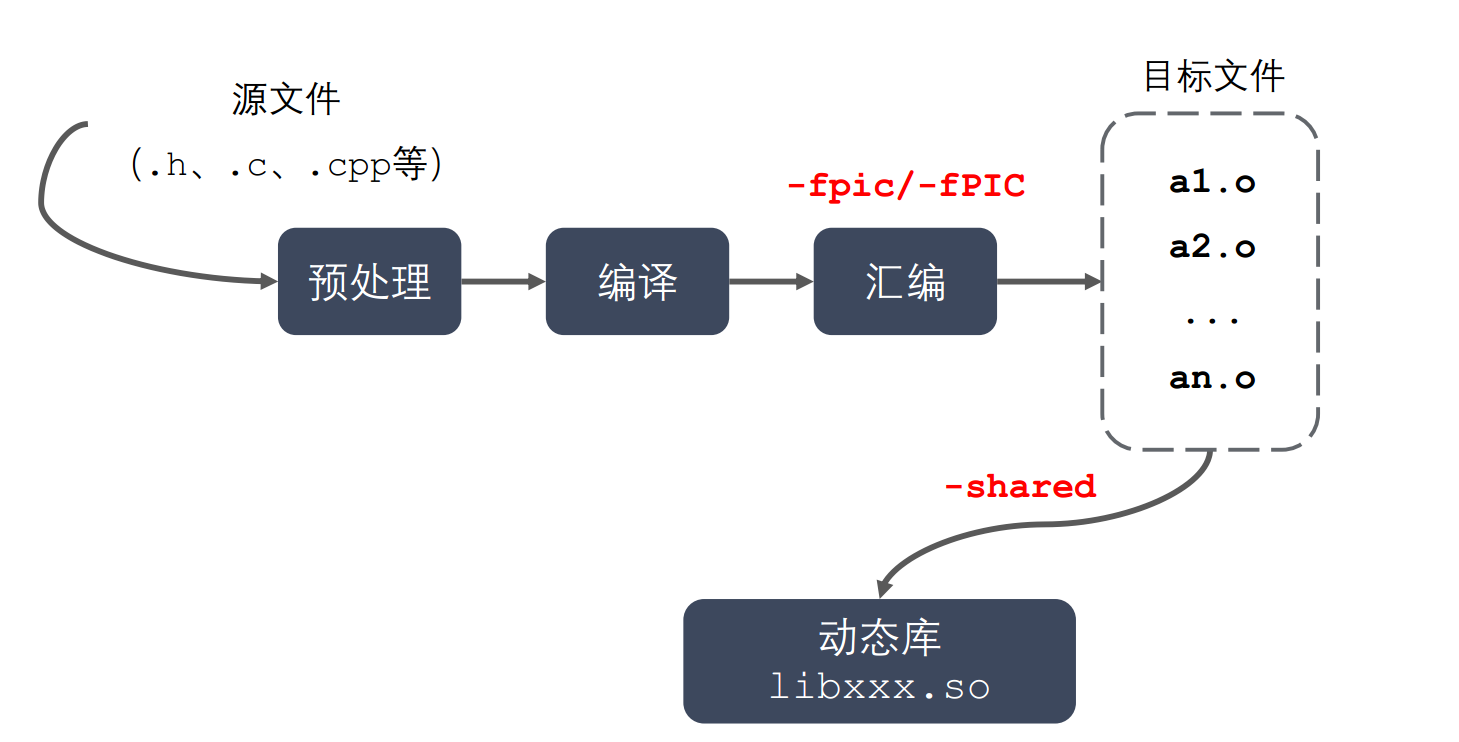 源文件
（.h、.c、.cpp等）
-fpic/-fPIC
预处理
编译
汇编
目标文件
a1.o
a2.o
...
an.o
-shared
动态库
libxxx.so